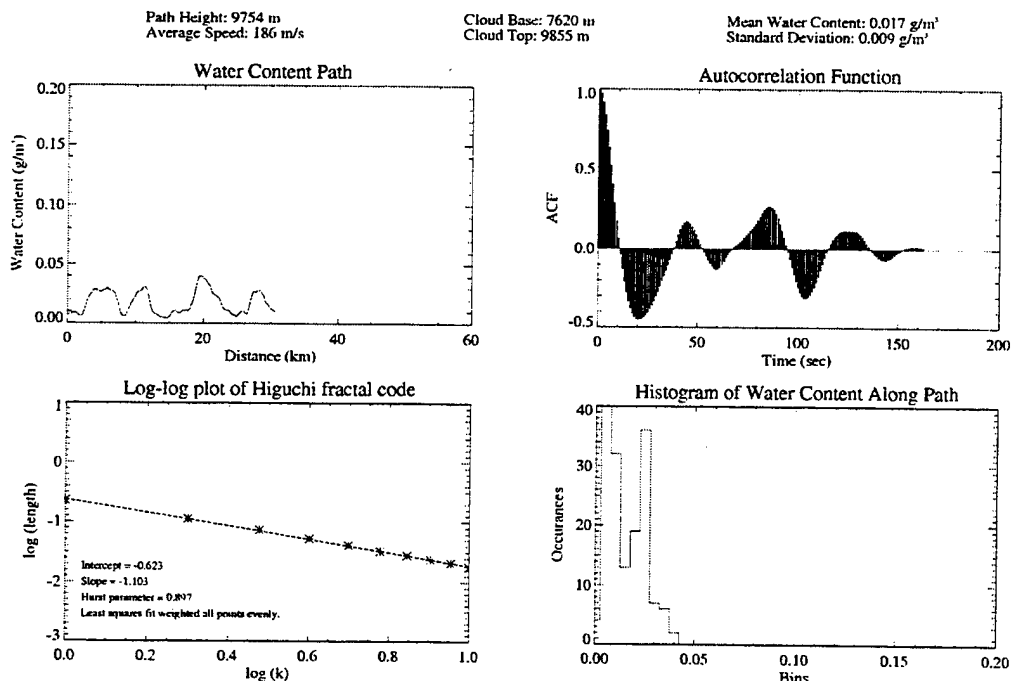 Path Height: 9754 m
Average Speed: 186 m/s
Cloud Base: 7620 m
Cloud Top: 9855 m
Mean Water Content: 0.017 g/m³
Standard Deviation: 0.009 g/m³
Water Content Path
Water Content (g/m³)
0.20
0.15
0.10
0.05
0.00
0 20 40 60
Distance (km)
Autocorrelation Function
ACF
1.0
0.5
0.0
-0.5
0 50 100 150 200
Time (sec)
Log-log plot of Higuchi fractal code
log (length)
1
0
-1
-2
-3
Intercept = -0.623
Slope = -1.103
Hurst parameter = 0.897
Least squares fit weighted all points evenly.
0.0 0.2 0.4 0.6 0.8 1.0
log (k)
Histogram of Water Content Along Path
Occurances
40
30
20
10
0
0.00 0.05 0.10 0.15 0.20
Bins